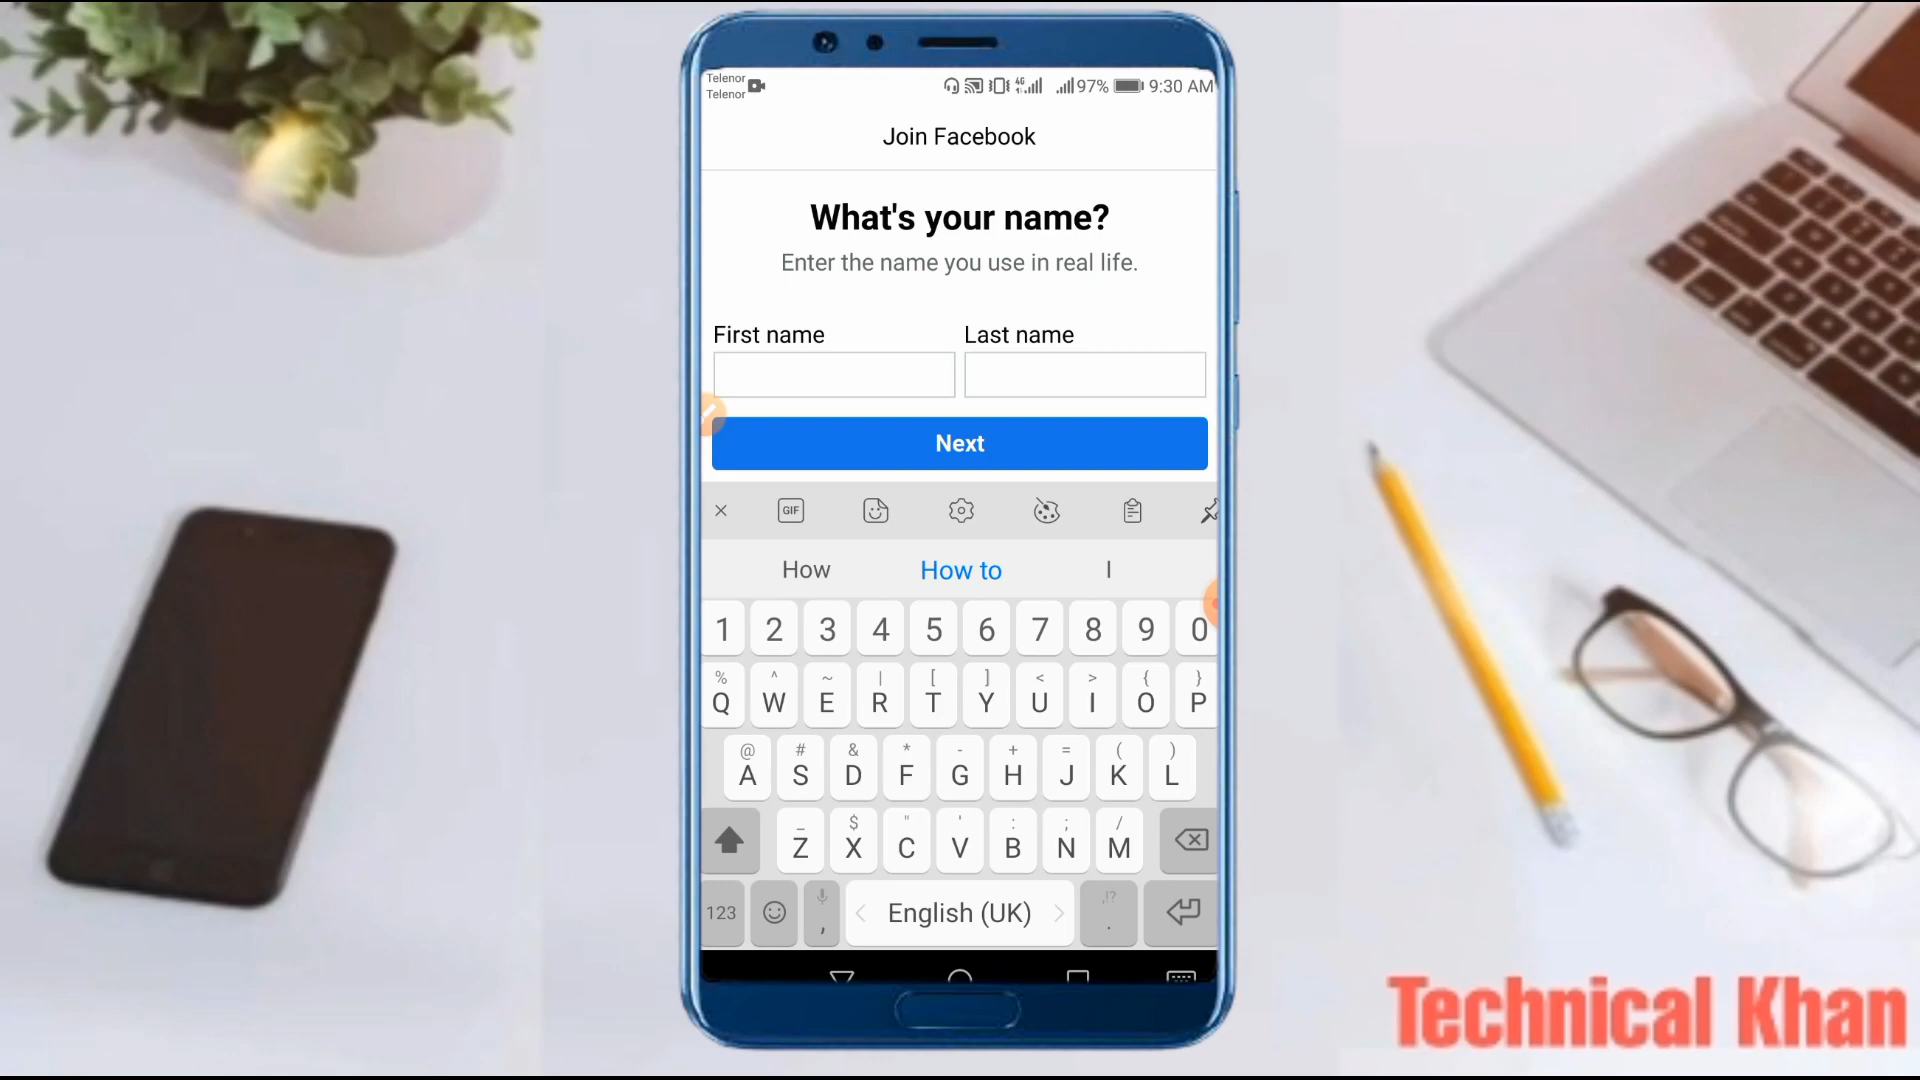 Telenor
Telenor
4G 97% 9:30 AM
Join Facebook
What's your name?
Enter the name you use in real life.
First name Last name
Next
GIF
How How to I
1 2 3 4 5 6 7 8 9 0
% ^ ~ | [ ] < > { }
Q W E R T Y U I O P
@ # & * - + = ( )
A S D F G H J K L
_ $ " ' : ; /
Z X C V B N M
123 , English (UK) ,!? .
Technical Khan